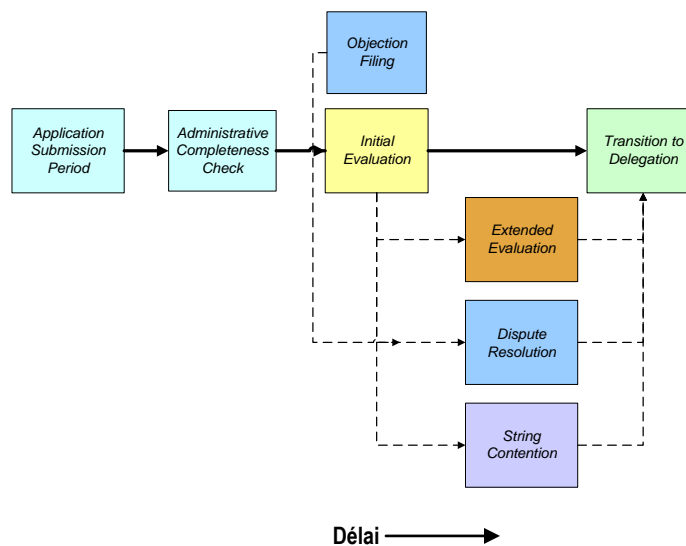 Objection
Filing
Application
Submission
Period
Administrative
Completeness
Check
Initial
Evaluation
Transition to
Delegation
Extended
Evaluation
Dispute
Resolution
String
Contention
Délai